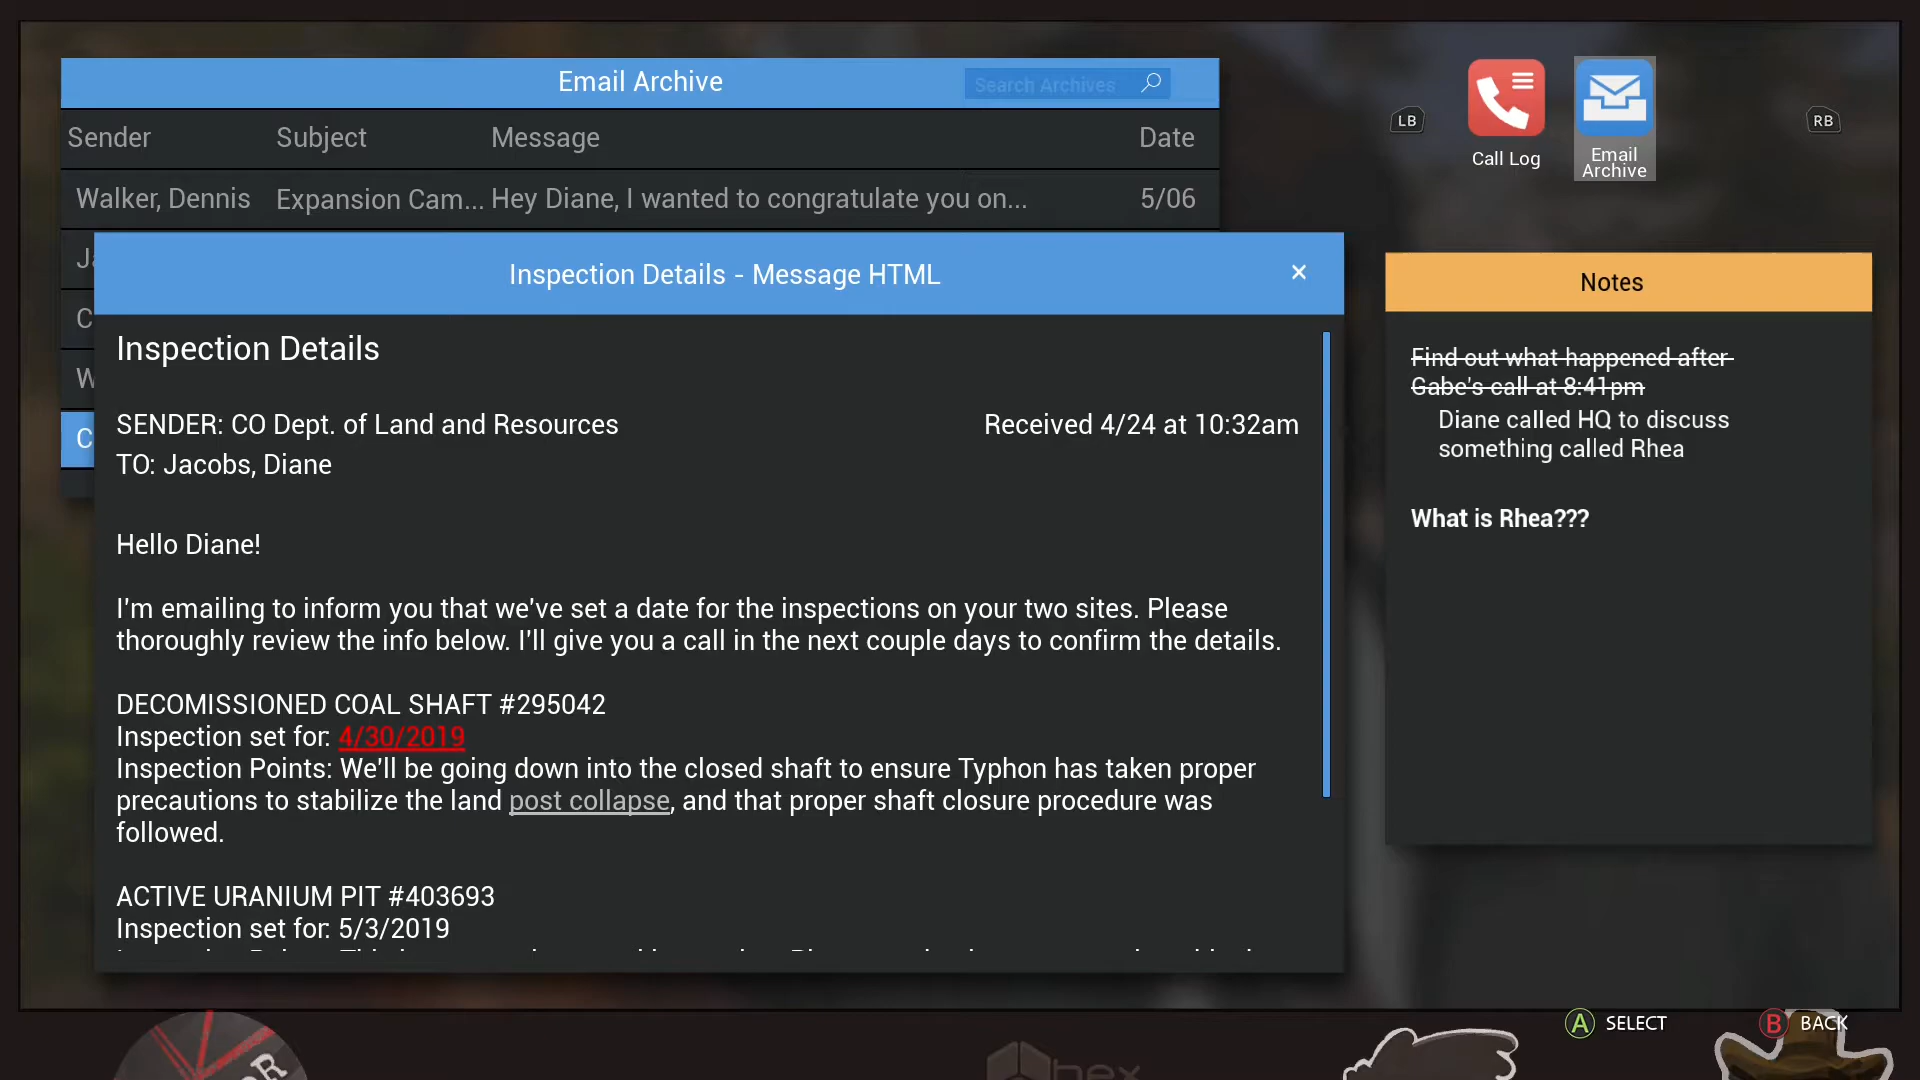 Email Archive
Search Archives
Sender Subject Message Date
Walker, Dennis Expansion Cam... Hey Diane, I wanted to congratulate you on... 5/06
Inspection Details - Message HTML
Inspection Details
SENDER: CO Dept. of Land and Resources Received 4/24 at 10:32am
TO: Jacobs, Diane
Hello Diane!
I'm emailing to inform you that we've set a date for the inspections on your two sites. Please
thoroughly review the info below. I'll give you a call in the next couple days to confirm the details.
DECOMISSIONED COAL SHAFT #295042
Inspection set for: 4/30/2019
Inspection Points: We'll be going down into the closed shaft to ensure Typhon has taken proper
precautions to stabilize the land post collapse, and that proper shaft closure procedure was
followed.
ACTIVE URANIUM PIT #403693
Inspection set for: 5/3/2019
LB
Call Log
Email
Archive
RB
Notes
Find out what happened after
Gabe's call at 8:41pm
Diane called HQ to discuss
something called Rhea
What is Rhea???
A SELECT
B BACK
hex